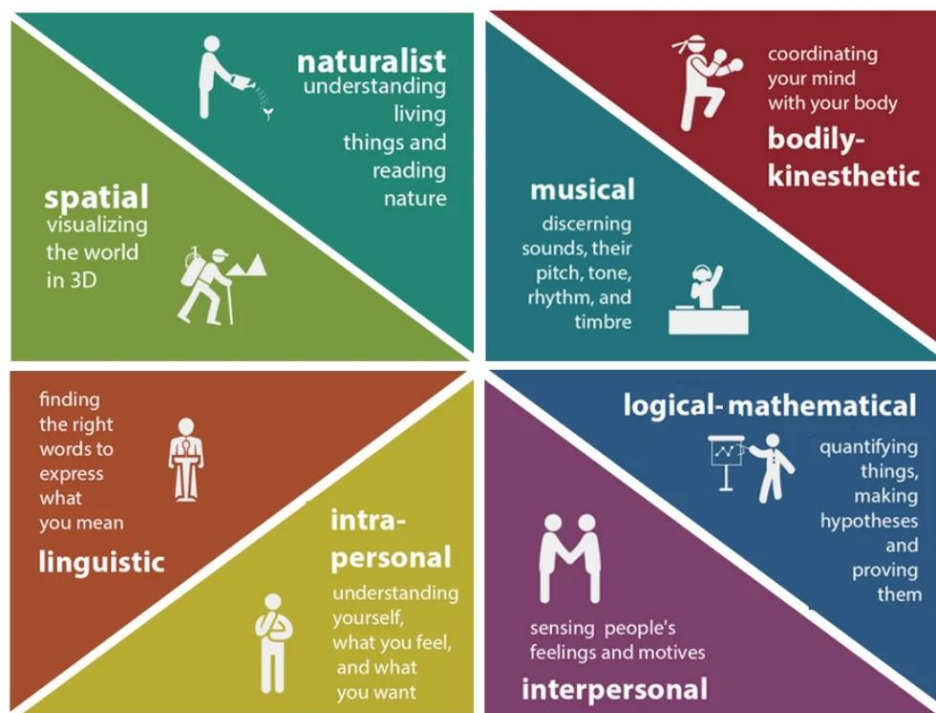 naturalist
understanding
living
things and
reading
nature
spatial
visualizing
the world
in 3D
coordinating
your mind
with your body
bodily-
kinesthetic
musical
discerning
sounds, their
pitch, tone,
rhythm, and
timbre
finding
the right
words to
express
what
you mean
linguistic
intra-
personal
understanding
yourself,
what you feel,
and what
you want
logical-mathematical
quantifying
things,
making
hypotheses
and
proving
them
sensing people's
feelings and motives
interpersonal